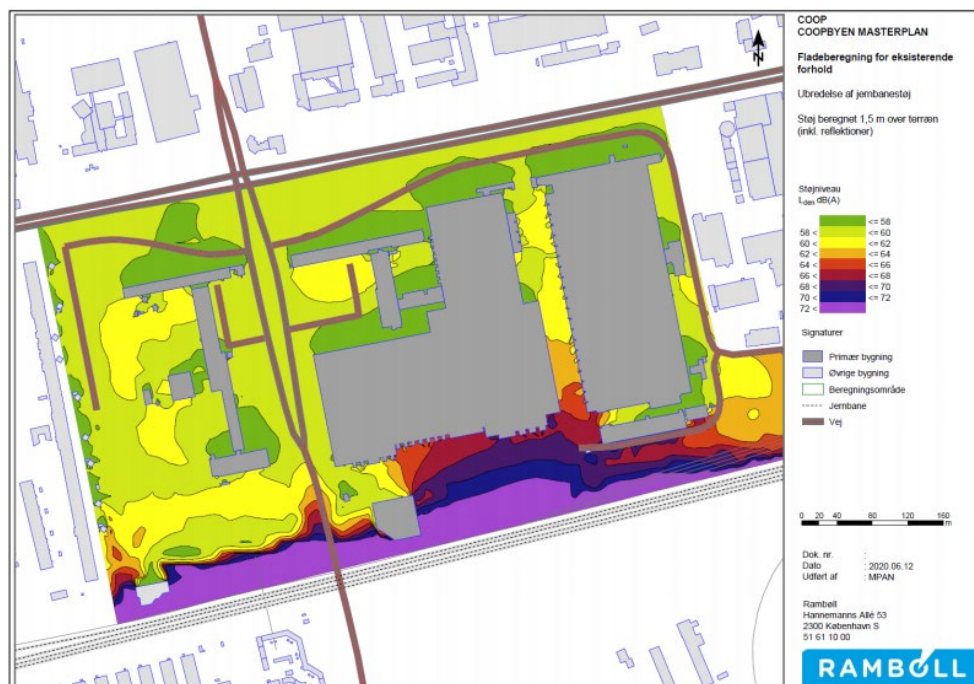 COOP
COOPBYEN MASTERPLAN
N
Fladeberegning for eksisterende
forhold
Ubredelse af jernbanestøj
Støj beregnet 1,5 m over terræn
(inkl. reflektioner)
Støjniveau
Lden dB(A)
<= 58
58 < <= 60
60 < <= 62
62 < <= 64
64 < <= 66
66 < <= 68
68 < <= 70
70 < <= 72
72 <
Signaturer
Primær bygning
Øvrige bygning
Beregningsområde
Jernbane
Vej
0 20 40 80 120 160
m
Dok. nr. :
Dato : 2020.06.12
Udført af : MPAN
Rambøll
Hannemanns Allé 53
2300 København S
51 61 10 00
RAMBOLL